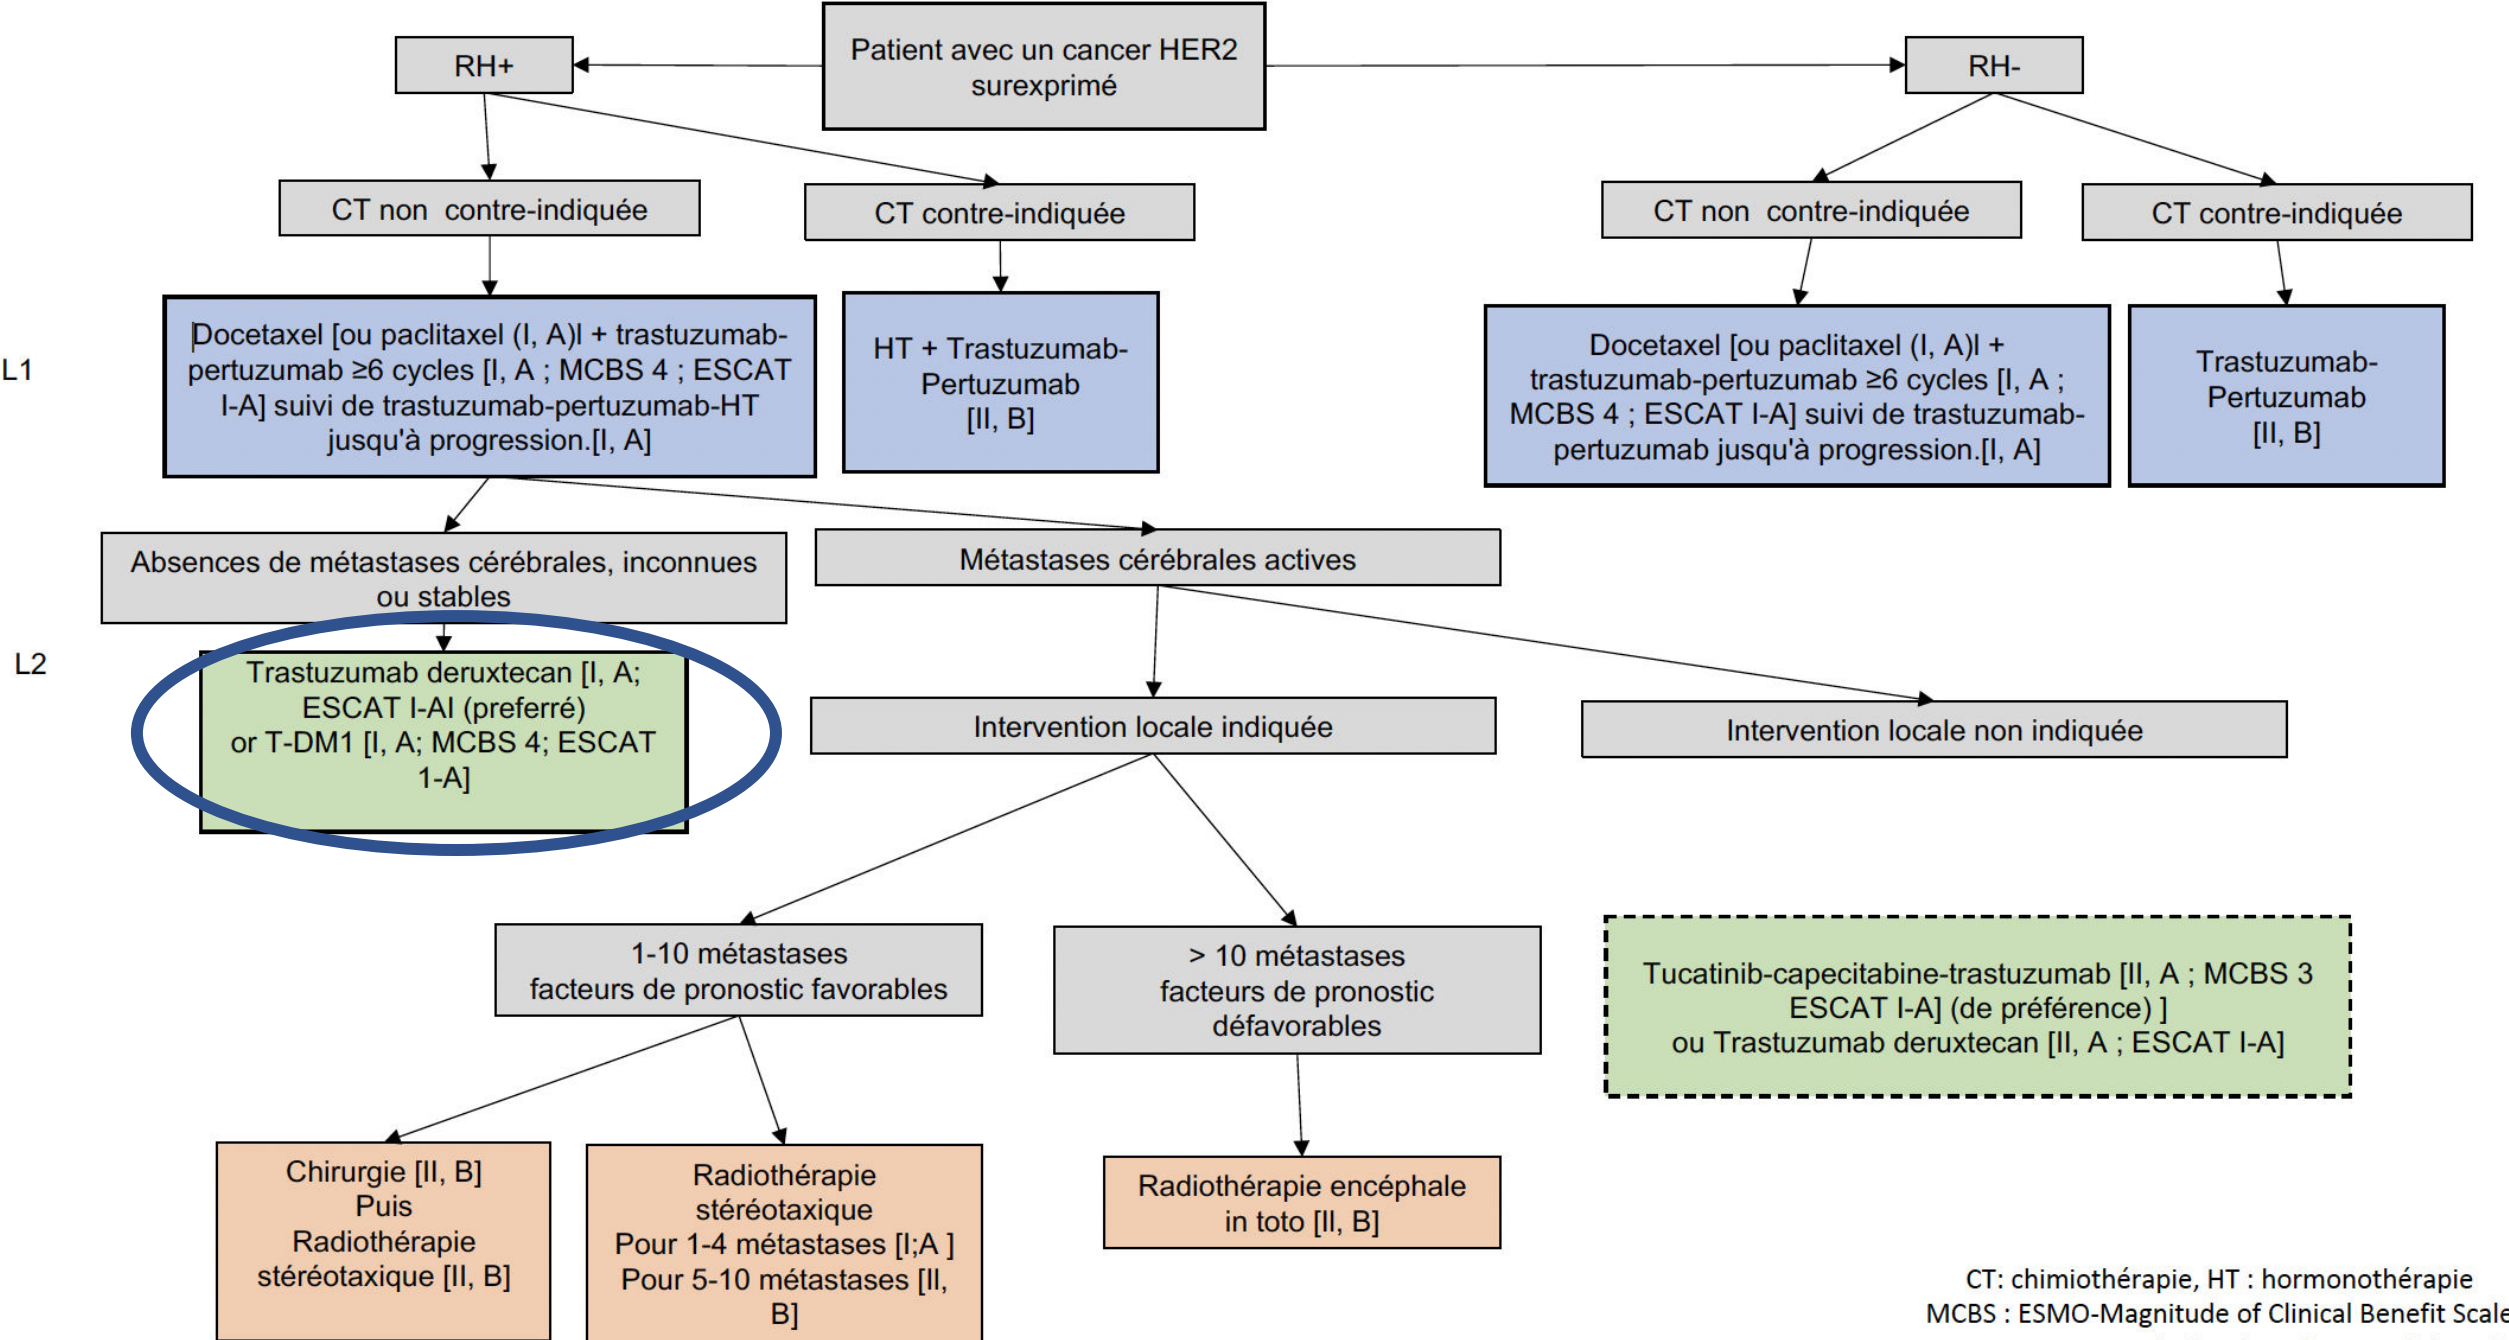 Patient avec un cancer HER2
surexprimé
RH+
RH-
CT non contre-indiquée
CT contre-indiquée
CT non contre-indiquée
CT contre-indiquée
L1
Docetaxel [ou paclitaxel (I, A)l + trastuzumab-
pertuzumab ≥6 cycles [I, A ; MCBS 4 ; ESCAT
I-A] suivi de trastuzumab-pertuzumab-HT
jusqu'à progression.[I, A]
HT + Trastuzumab-
Pertuzumab
[II, B]
Docetaxel [ou paclitaxel (I, A)l +
trastuzumab-pertuzumab ≥6 cycles [I, A ;
MCBS 4 ; ESCAT I-A] suivi de trastuzumab-
pertuzumab jusqu'à progression.[I, A]
Trastuzumab-
Pertuzumab
[II, B]
Absences de métastases cérébrales, inconnues
ou stables
Métastases cérébrales actives
L2
Trastuzumab deruxtecan [I, A;
ESCAT I-AI (preferré)
or T-DM1 [I, A; MCBS 4; ESCAT
1-A]
Intervention locale indiquée
Intervention locale non indiquée
1-10 métastases
facteurs de pronostic favorables
> 10 métastases
facteurs de pronostic
défavorables
Tucatinib-capecitabine-trastuzumab [II, A ; MCBS 3
ESCAT I-A] (de préférence) ]
ou Trastuzumab deruxtecan [II, A ; ESCAT I-A]
Chirurgie [II, B]
Puis
Radiothérapie
stéréotaxique [II, B]
Radiothérapie
stéréotaxique
Pour 1-4 métastases [I;A ]
Pour 5-10 métastases [II,
B]
Radiothérapie encéphale
in toto [II, B]
CT: chimiothérapie, HT : hormonothérapie
MCBS : ESMO-Magnitude of Clinical Benefit Scale